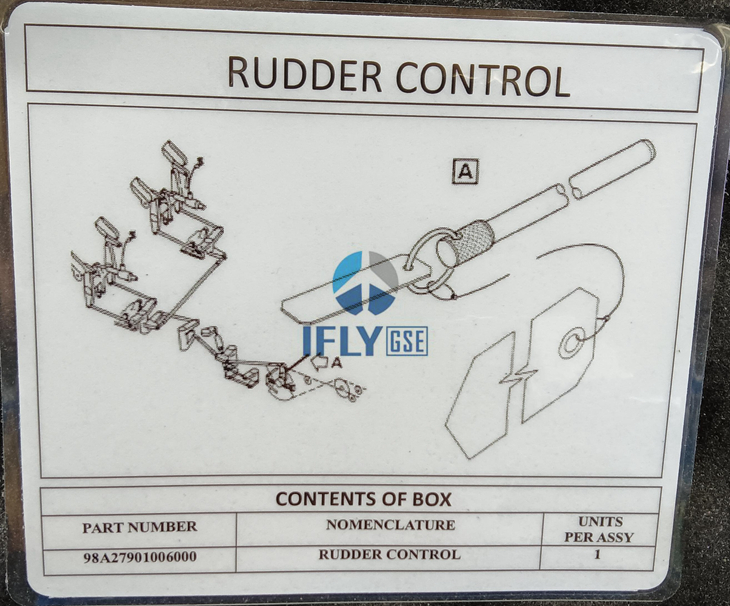 RUDDER CONTROL
A
IFLY GSE
A
CONTENTS OF BOX
PART NUMBER NOMENCLATURE UNITS PER ASSY
98A27901006000 RUDDER CONTROL 1